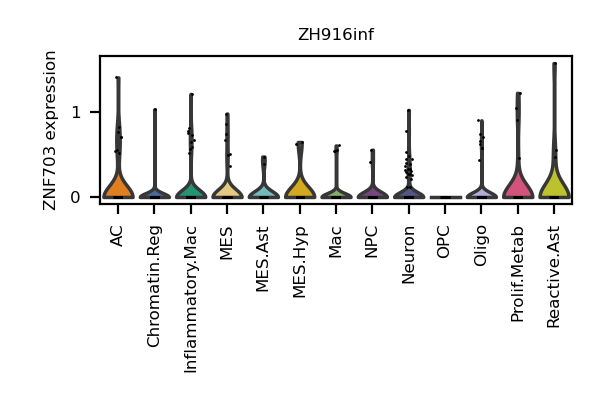 ZH916inf
ZNF703 expression
1
0
AC
Chromatin.Reg
Inflammatory.Mac
MES
MES.Ast
MES.Hyp
Mac
NPC
Neuron
OPC
Oligo
Prolif.Metab
Reactive.Ast